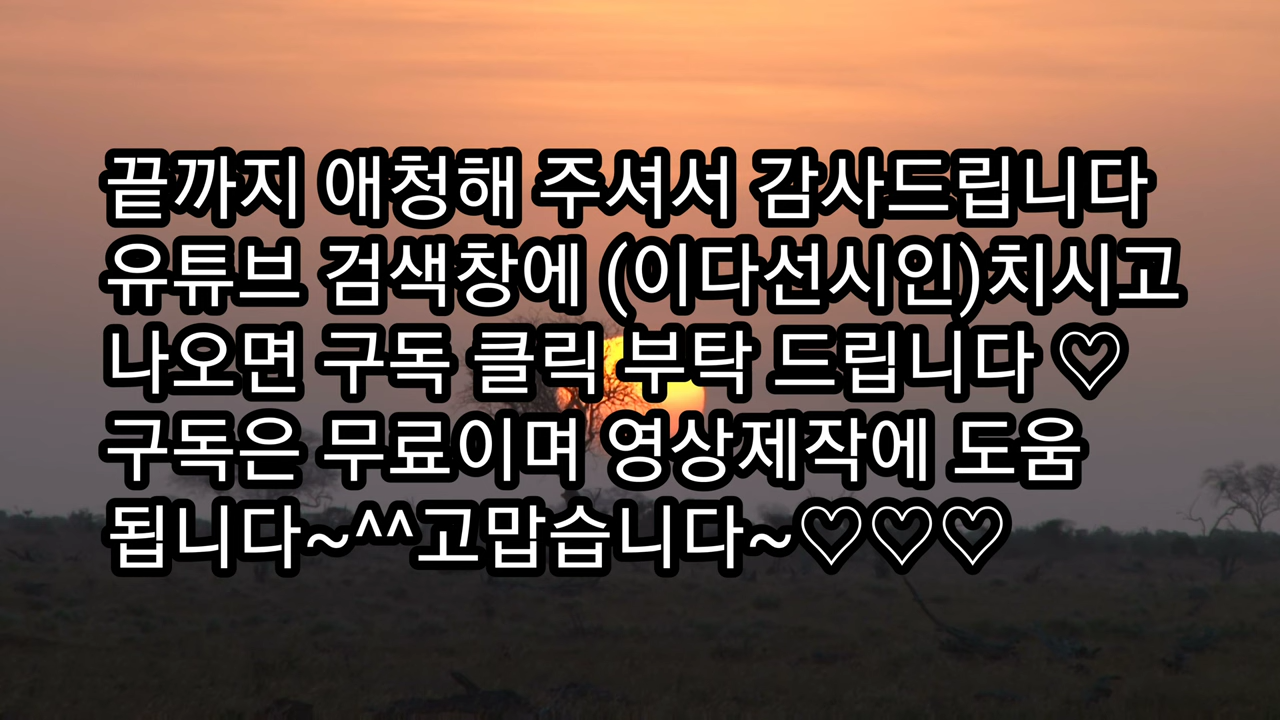 끝까지 애청해 주셔서 감사드립니다
유튜브 검색창에 (이다선시인)치시고
나오면 구독 클릭 부탁 드립니다 ♡
구독은 무료이며 영상제작에 도움
됩니다~^^고맙습니다~♡♡♡